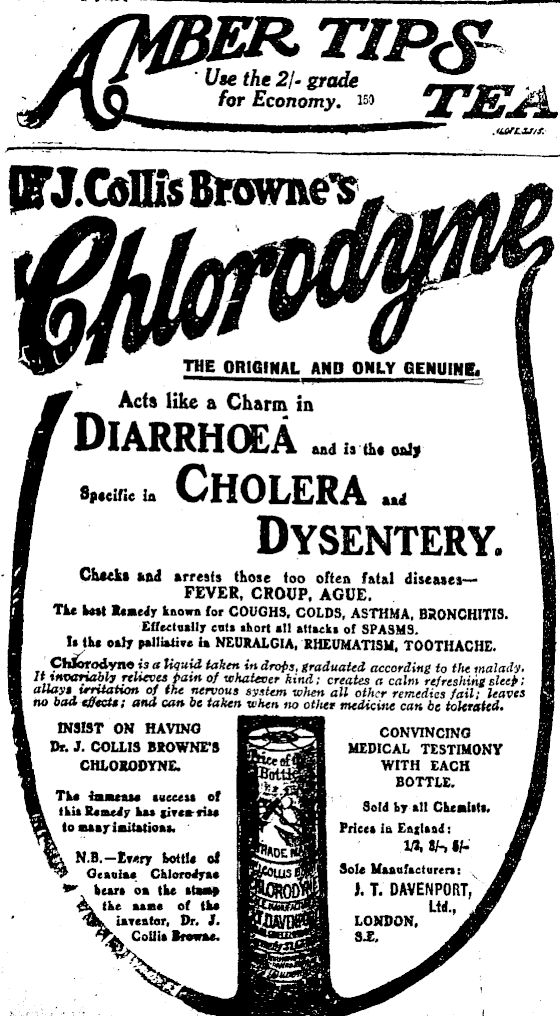 AMBER TIPS
Use the 2/- grade
for Economy. 150
TEA
Dr J. Collis Browne's
Chlorodyne
THE ORIGINAL AND ONLY GENUINE.
Acts like a Charm in
DIARRHŒA and is the only
Specific in CHOLERA and
DYSENTERY.
Checks and arrests those too often fatal diseases—
FEVER, CROUP, AGUE.
The best Remedy known for COUGHS, COLDS, ASTHMA, BRONCHITIS.
Effectually cuts short all attacks of SPASMS.
Is the only palliative in NEURALGIA, RHEUMATISM, TOOTHACHE.
Chlorodyne is a liquid taken in drops, graduated according to the malady.
It invariably relieves pain of whatever kind; creates a calm refreshing sleep;
allays irritation of the nervous system when all other remedies fail; leaves
no bad effects; and can be taken when no other medicine can be tolerated.
INSIST ON HAVING
Dr. J. COLLIS BROWNE'S
CHLORODYNE.
The immense success of
this Remedy has given rise
to many imitations.
N.B.—Every bottle of
Genuine Chlorodyne
bears on the stamp
the name of the
inventor, Dr. J.
Collis Browne.
Price of
Bottle
TRADE
COLLIS
CHLORODYNE
DAVENPORT
CONVINCING
MEDICAL TESTIMONY
WITH EACH
BOTTLE.
Sold by all Chemists.
Prices in England:
1/3, 3/-, 5/-
Sole Manufacturers:
J. T. DAVENPORT,
Ltd.,
LONDON,
S.E.